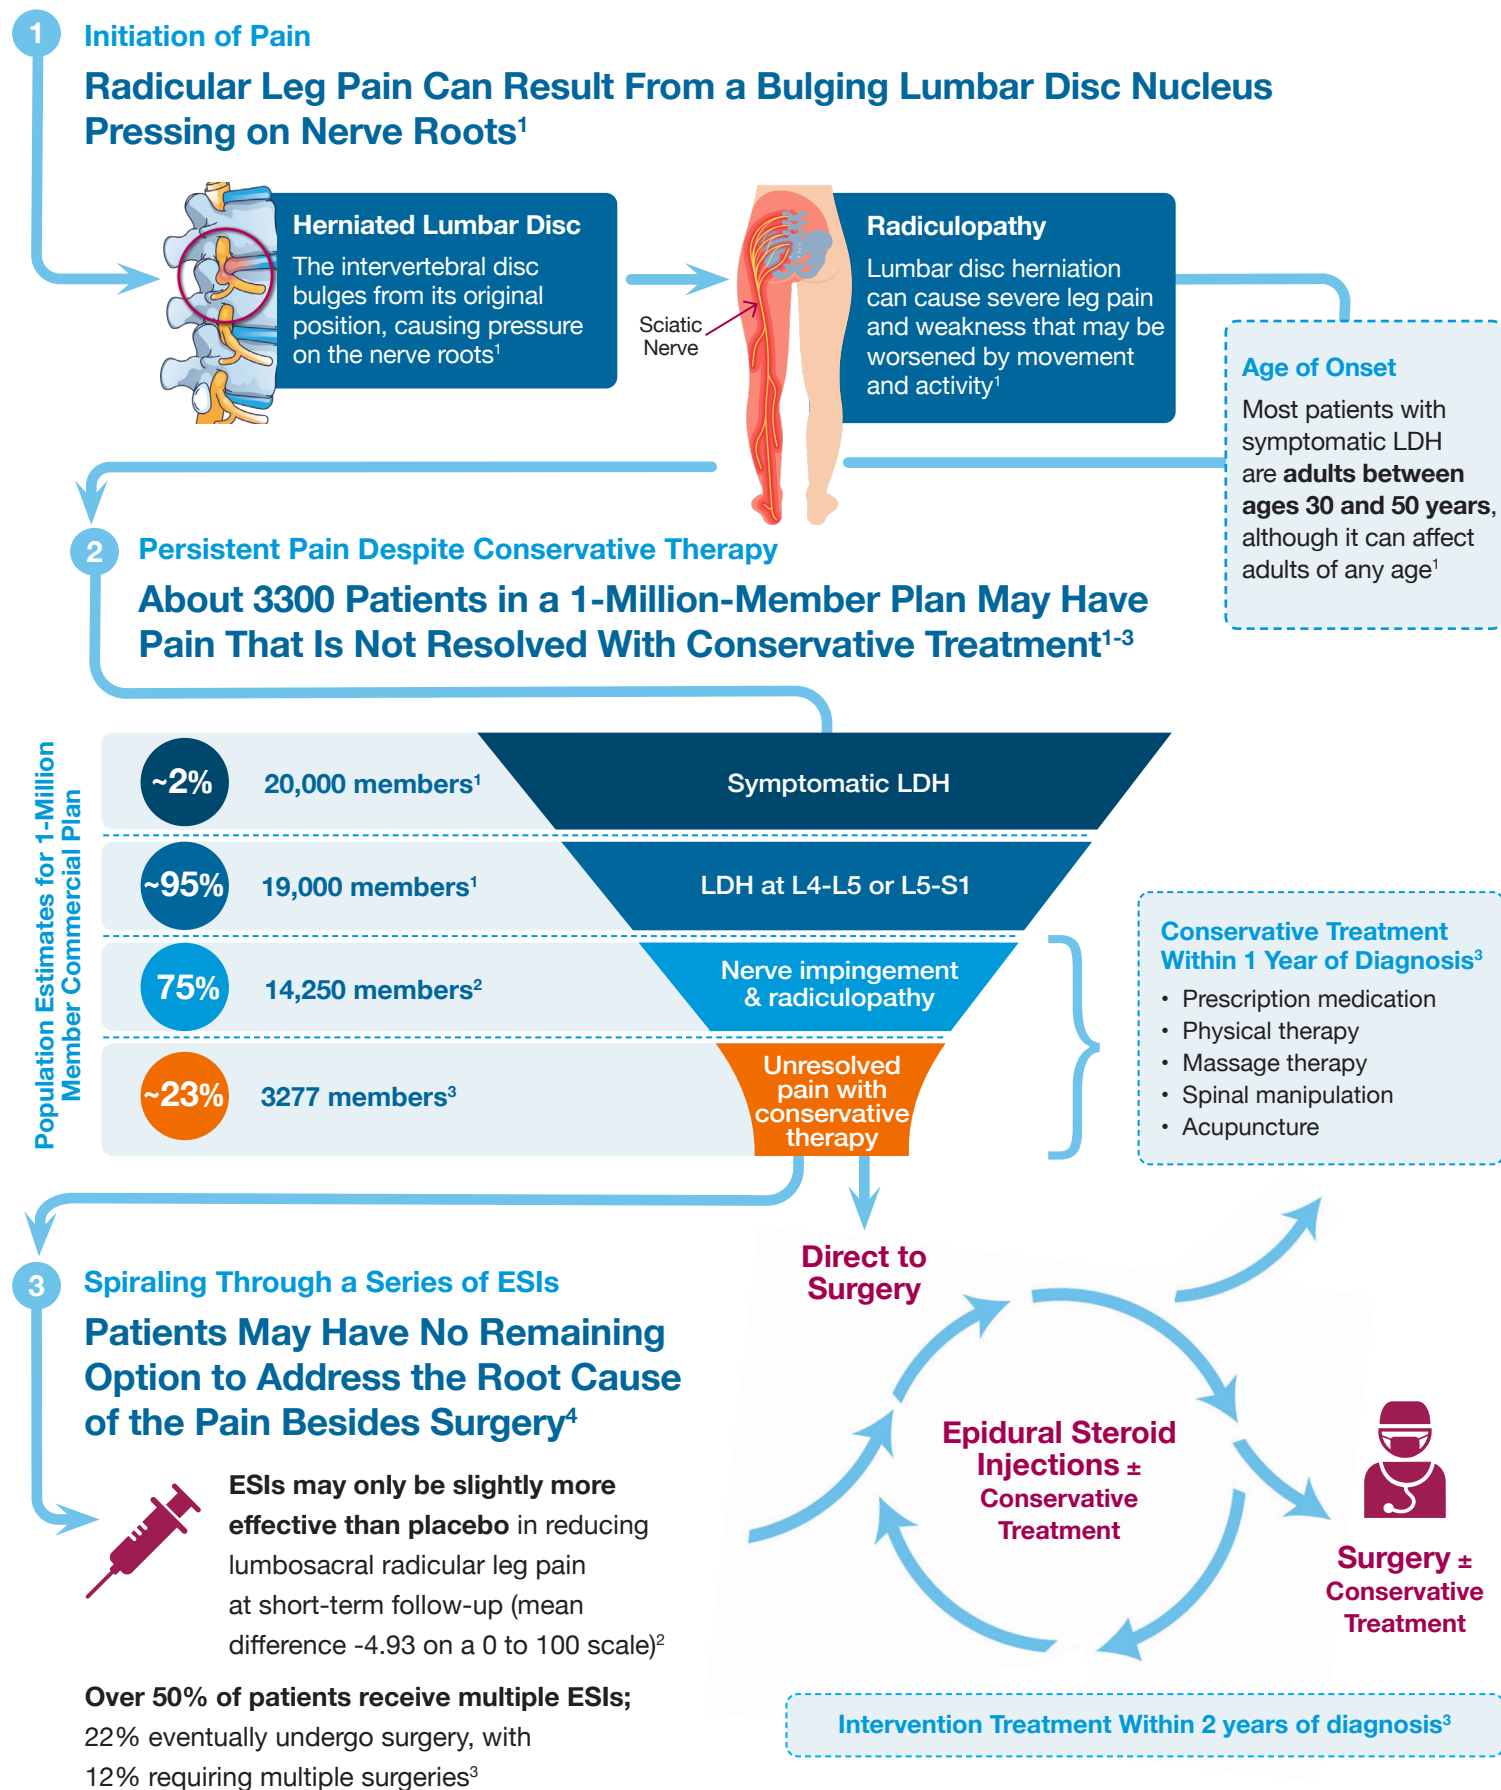 1
Initiation of Pain
Radicular Leg Pain Can Result From a Bulging Lumbar Disc Nucleus
Pressing on Nerve Roots1
Herniated Lumbar Disc
The intervertebral disc
bulges from its original
position, causing pressure
on the nerve roots1
Sciatic
Nerve
Radiculopathy
Lumbar disc herniation
can cause severe leg pain
and weakness that may be
worsened by movement
and activity1
Age of Onset
Most patients with
symptomatic LDH
are adults between
ages 30 and 50 years,
although it can affect
adults of any age1
2
Persistent Pain Despite Conservative Therapy
About 3300 Patients in a 1-Million-Member Plan May Have
Pain That Is Not Resolved With Conservative Treatment1-3
Population Estimates for 1-Million
Member Commercial Plan
~2%
20,000 members1
Symptomatic LDH
~95%
19,000 members1
LDH at L4-L5 or L5-S1
75%
14,250 members2
Nerve impingement
& radiculopathy
~23%
3277 members3
Unresolved
pain with
conservative
therapy
Conservative Treatment
Within 1 Year of Diagnosis3
• Prescription medication
• Physical therapy
• Massage therapy
• Spinal manipulation
• Acupuncture
Direct to
Surgery
3
Spiraling Through a Series of ESIs
Patients May Have No Remaining
Option to Address the Root Cause
of the Pain Besides Surgery4
ESIs may only be slightly more
effective than placebo in reducing
lumbosacral radicular leg pain
at short-term follow-up (mean
difference -4.93 on a 0 to 100 scale)2
Over 50% of patients receive multiple ESIs;
22% eventually undergo surgery, with
12% requiring multiple surgeries3
Epidural Steroid
Injections ±
Conservative
Treatment
Surgery ±
Conservative
Treatment
Intervention Treatment Within 2 years of diagnosis3